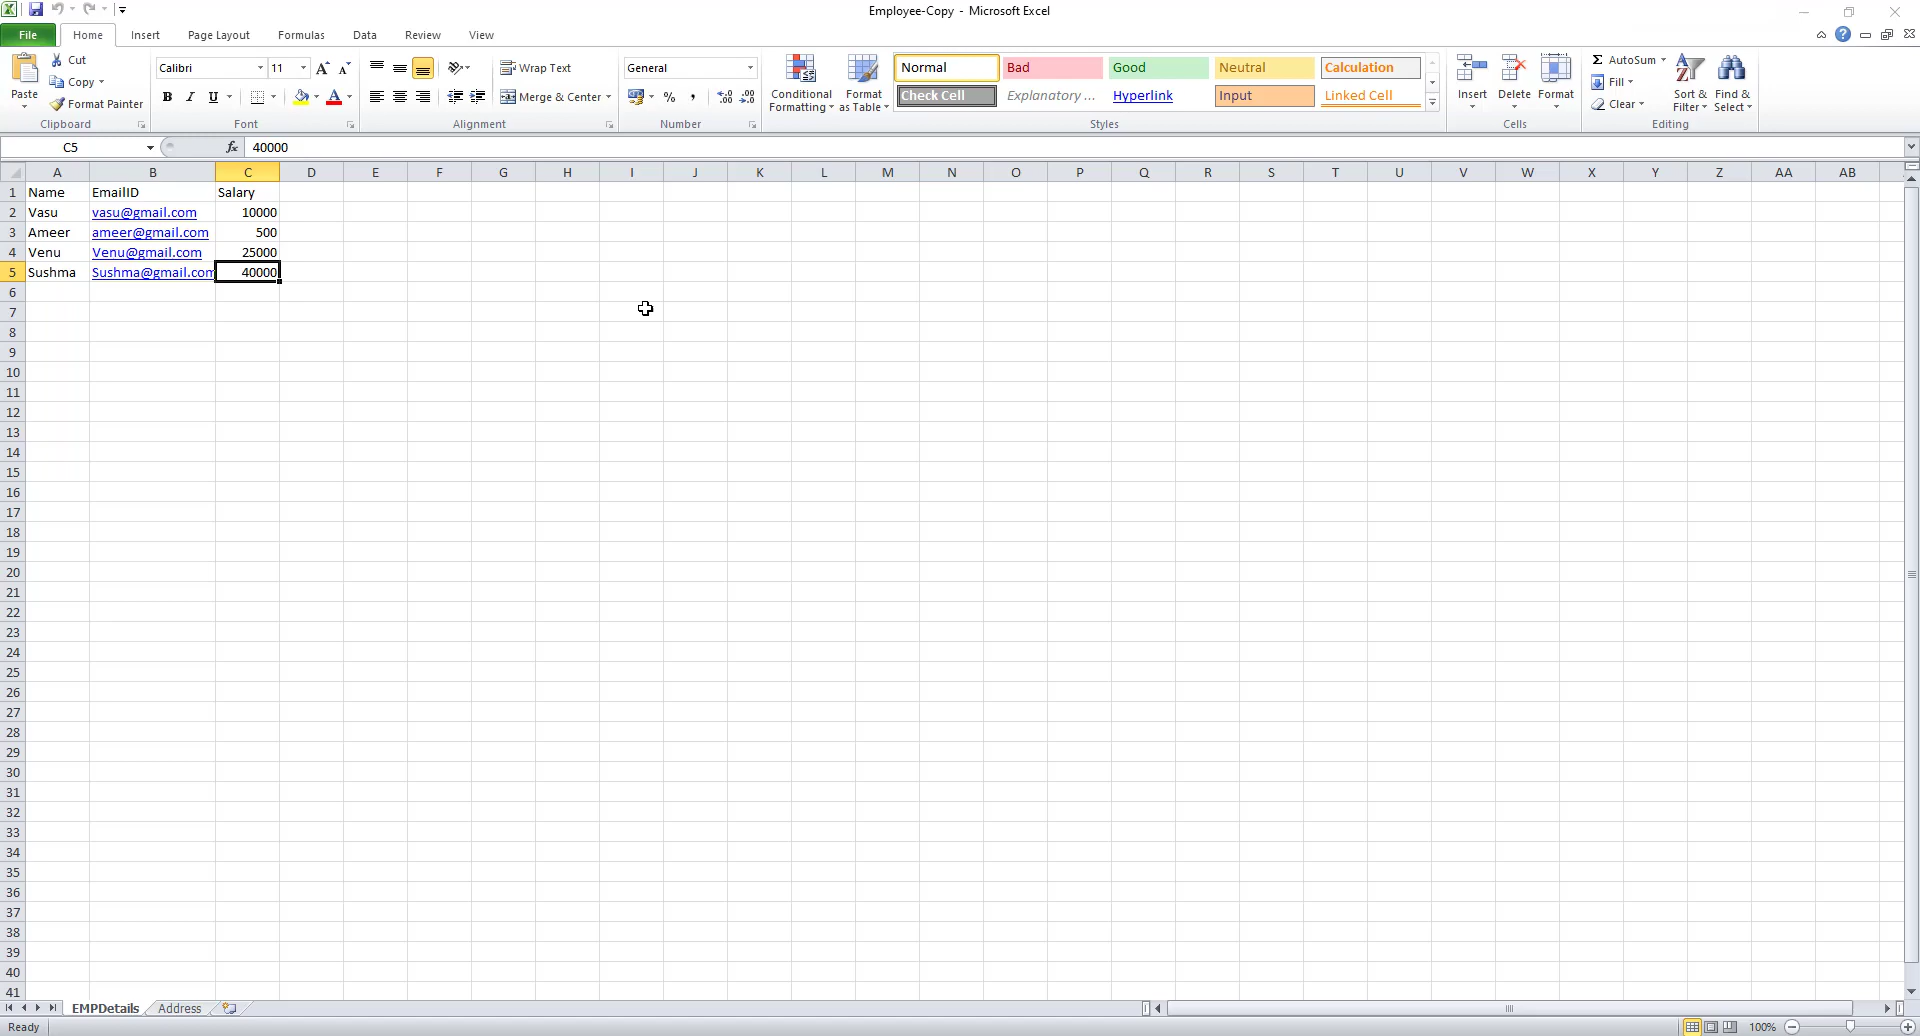 Employee-Copy - Microsoft Excel
File Home Insert Page Layout Formulas Data Review View
Paste
Cut
Copy
Format Painter
Clipboard
Calibri 11 A A
B I U A
Font
Wrap Text
Merge & Center
Alignment
General
% ,
Number
Conditional Formatting
Format as Table
Normal Bad Good Neutral Calculation
Check Cell Explanatory ... Hyperlink Input Linked Cell
Styles
Insert Delete Format
Cells
Σ AutoSum
Fill
Clear
Sort & Filter
Find & Select
Editing
C5 fx 40000
A B C D E F G H I J K L M N O P Q R S T U V W X Y Z AA AB
1 Name EmailID Salary
2 Vasu vasu@gmail.com 10000
3 Ameer ameer@gmail.com 500
4 Venu Venu@gmail.com 25000
5 Sushma Sushma@gmail.com 40000
6
7
8
9
10
11
12
13
14
15
16
17
18
19
20
21
22
23
24
25
26
27
28
29
30
31
32
33
34
35
36
37
38
39
40
41
EMPDetails Address
Ready 100%